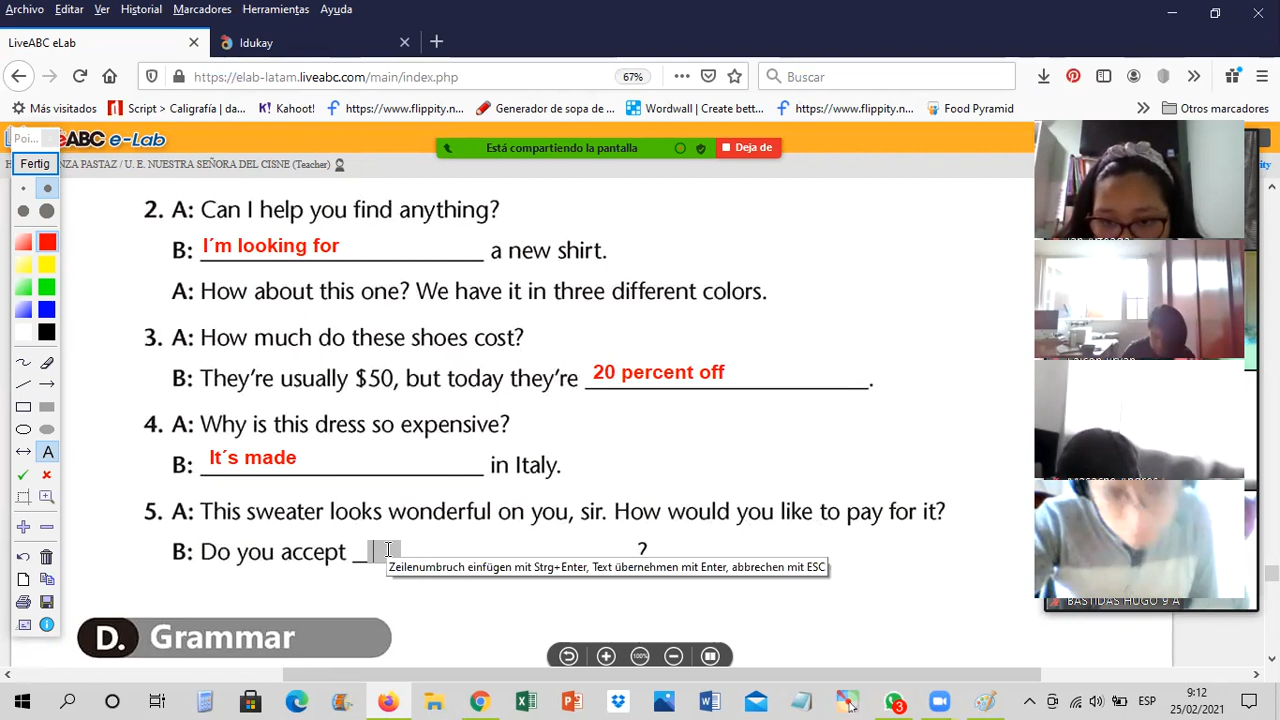 Archivo Editar Ver Historial Marcadores Herramientas Ayuda
LiveABC eLab
Idukay
https://elab-latam.liveabc.com/main/index.php
67%
Buscar
Más visitados
Script > Caligrafía | da...
Kahoot!
https://www.flippity.n...
Generador de sopa de ...
Wordwall | Create bett...
https://www.flippity.n...
Food Pyramid
Otros marcadores
Poi...
eABC e-Lab
Está compartiendo la pantalla
Deja de
Fertig
NZA PASTAZ / U. E. NUESTRA SEÑORA DEL CISNE (Teacher)
2. A: Can I help you find anything?
B: I´m looking for a new shirt.
A: How about this one? We have it in three different colors.
3. A: How much do these shoes cost?
B: They’re usually $50, but today they’re 20 percent off.
4. A: Why is this dress so expensive?
B: It´s made in Italy.
5. A: This sweater looks wonderful on you, sir. How would you like to pay for it?
B: Do you accept ?
Zeilenumbruch einfügen mit Strg+Enter, Text übernehmen mit Enter, abbrechen mit ESC
BASTIDAS HUGO 9 A
D. Grammar
100%
3
ESP
9:12
25/02/2021